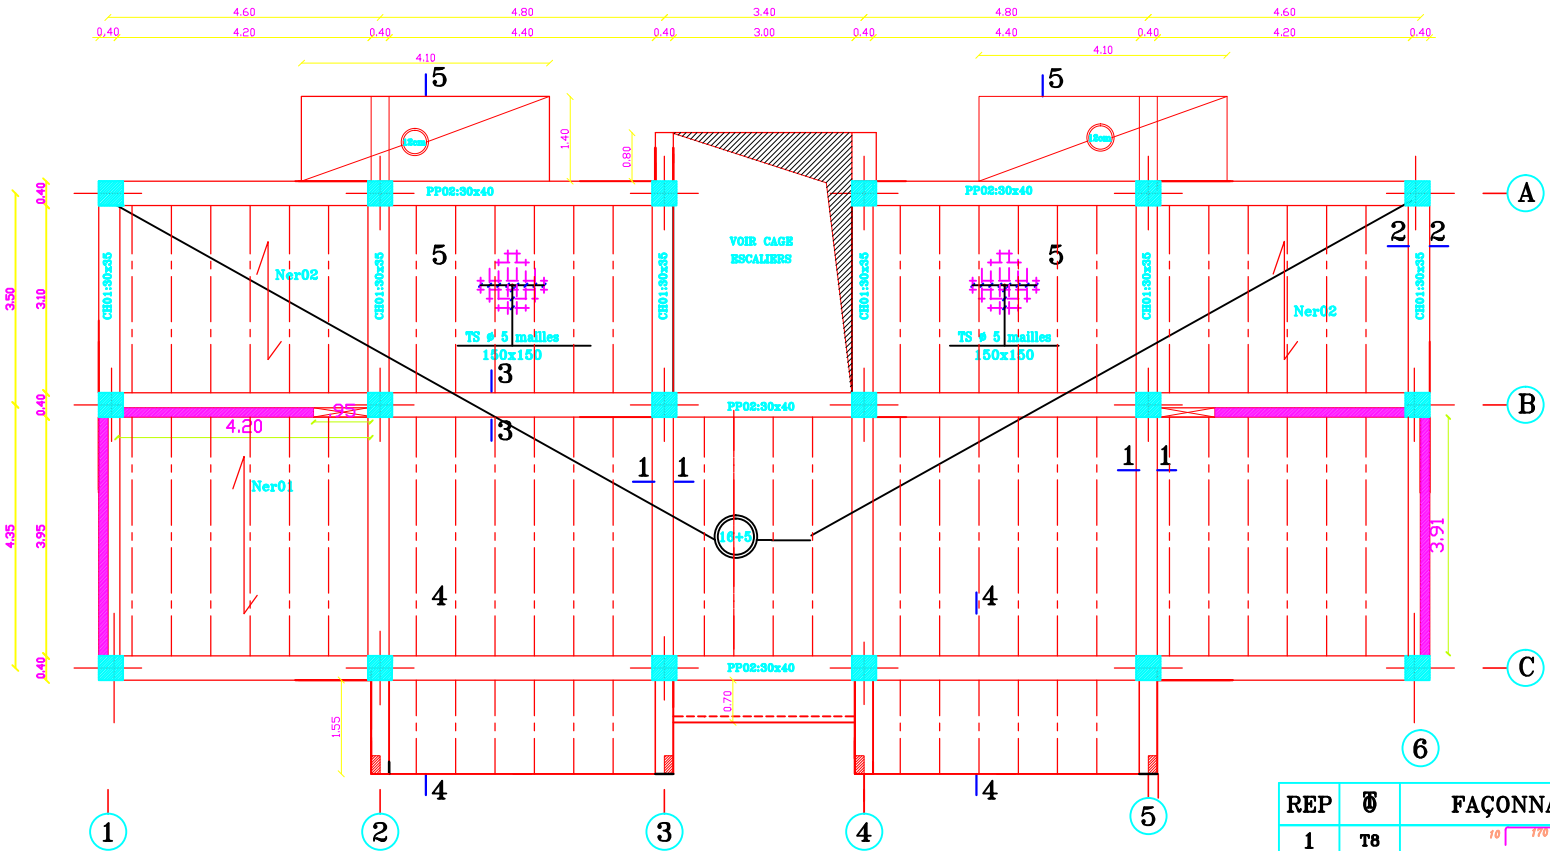 4.60 4.80 3.40 4.80 4.60
0.40 4.20 0.40 4.40 0.40 3.00 0.40 4.40 0.40 4.20 0.40
4.10 4.10
5 5
12cm 1.40 0.80 12cm
0.40 PP02:30x40 PP02:30x40 A
CH01:30x35 CH01:30x35 CH01:30x35 CH01:30x35 CH01:30x35 CH01:30x35
2 2
VOIR CAGE
ESCALIERS
5 5
Ner02 Ner02
3.50 3.10
TS ø 5 mailles TS ø 5 mailles
150x150 150x150
3
0.40 .95 PP02:30x40 B
4.20 3
1 1 1 1
Ner01
4.35 3.95 16+5 3.91
4 4
0.40 PP02:30x40 C
1.55 0.70
6
4 4
1 2 3 4 5
REP FAÇONNA
1 T8 10 170